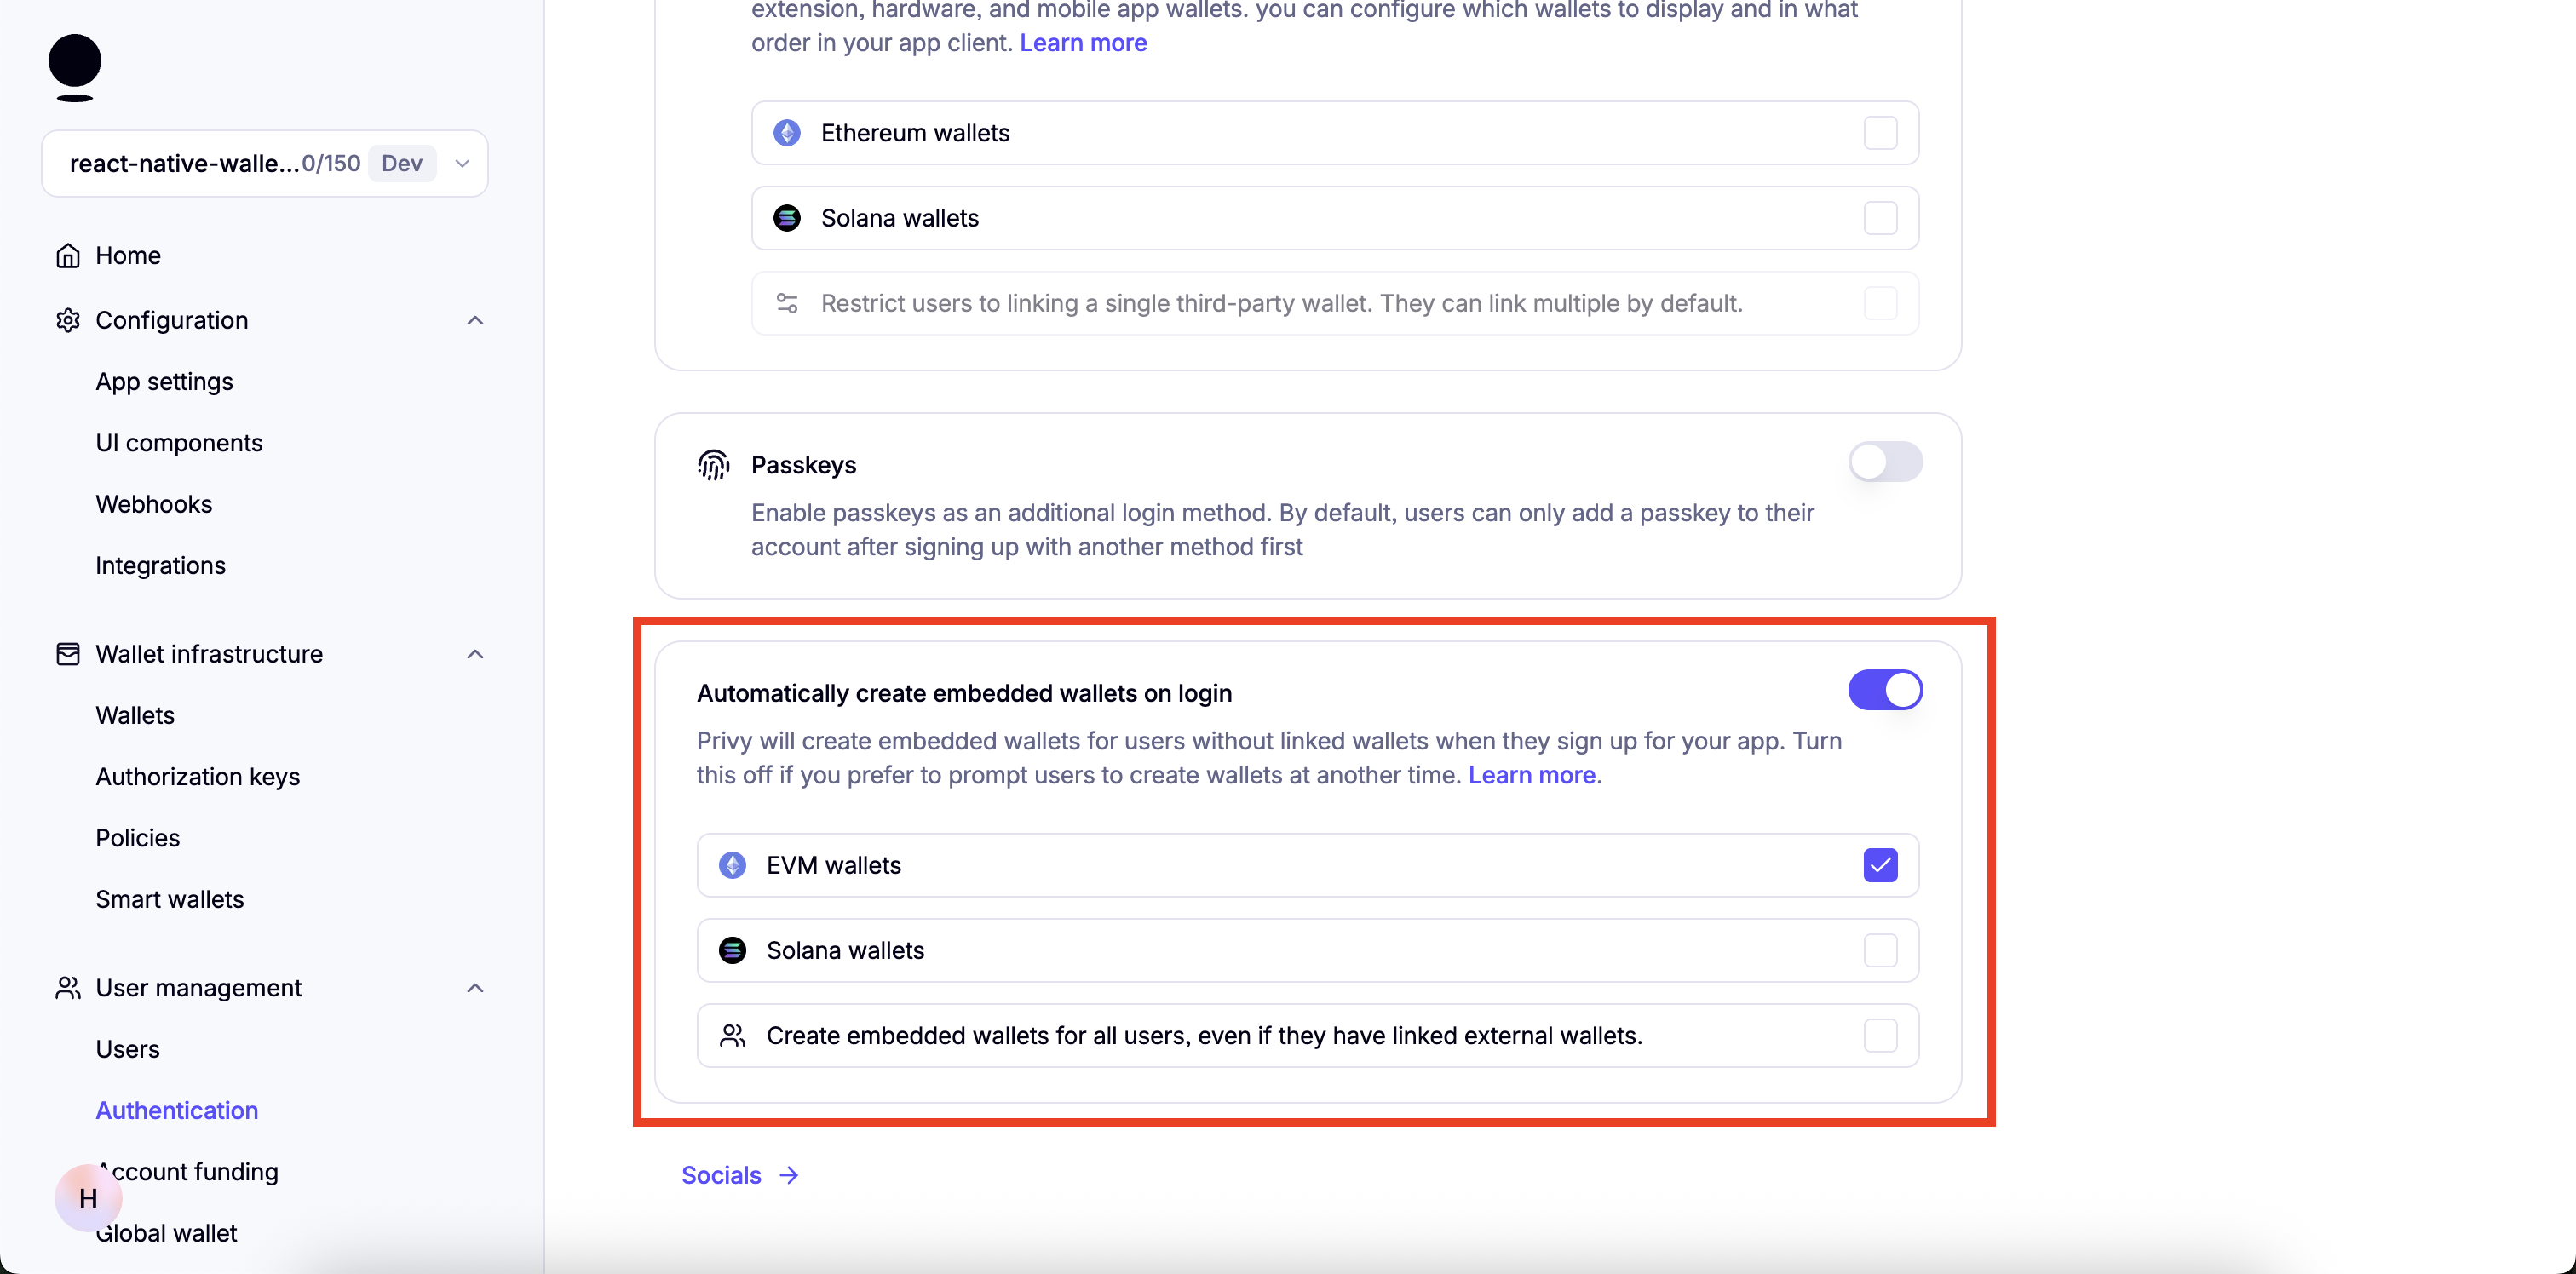 react-native-walle...0/150 Dev
Home
Configuration
App settings
UI components
Webhooks
Integrations
Wallet infrastructure
Wallets
Authorization keys
Policies
Smart wallets
User management
Users
Authentication
Account funding
H
Global wallet
extension, hardware, and mobile app wallets. you can configure which wallets to display and in what
order in your app client. Learn more
Ethereum wallets
Solana wallets
Restrict users to linking a single third-party wallet. They can link multiple by default.
Passkeys
Enable passkeys as an additional login method. By default, users can only add a passkey to their
account after signing up with another method first
Automatically create embedded wallets on login
Privy will create embedded wallets for users without linked wallets when they sign up for your app. Turn
this off if you prefer to prompt users to create wallets at another time. Learn more.
EVM wallets
Solana wallets
Create embedded wallets for all users, even if they have linked external wallets.
Socials →